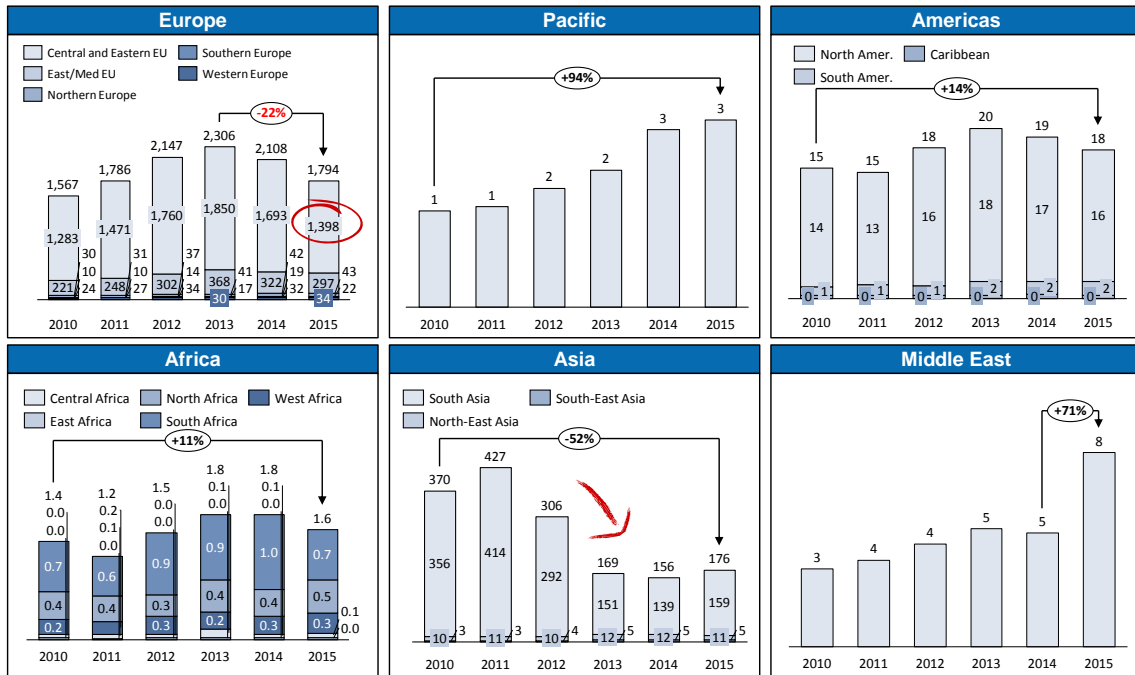 Europe
Central and Eastern EU
Southern Europe
East/Med EU
Western Europe
Northern Europe
-22%
1,567 1,786 2,147 2,306 2,108 1,794
1,283 1,471 1,760 1,850 1,693 1,398
30 31 37 41 42 43
10 10 14 17 19 22
221 248 302 368 322 297
24 27 34 30 32 34
2010 2011 2012 2013 2014 2015
Pacific
+94%
1 1 2 2 3 3
2010 2011 2012 2013 2014 2015
Americas
North Amer.
Caribbean
South Amer.
+14%
15 15 18 20 19 18
14 13 16 18 17 16
0 1 0 1 0 1 0 2 0 2 0 2
2010 2011 2012 2013 2014 2015
Africa
Central Africa
North Africa
West Africa
East Africa
South Africa
+11%
1.4 1.2 1.5 1.8 1.8 1.6
0.0 0.2 0.0 0.1 0.1
0.0 0.1 0.0 0.0 0.0
0.0
0.7 0.6 0.9 0.9 1.0 0.7
0.4 0.4 0.3 0.4 0.4 0.5
0.2 0.3 0.2 0.3 0.3
0.1
0.0
2010 2011 2012 2013 2014 2015
Asia
South Asia
South-East Asia
North-East Asia
-52%
370 427 306 169 156 176
356 414 292 151 139 159
10 3 11 3 10 4 12 5 12 5 11 5
2010 2011 2012 2013 2014 2015
Middle East
+71%
3 4 4 5 5 8
2010 2011 2012 2013 2014 2015